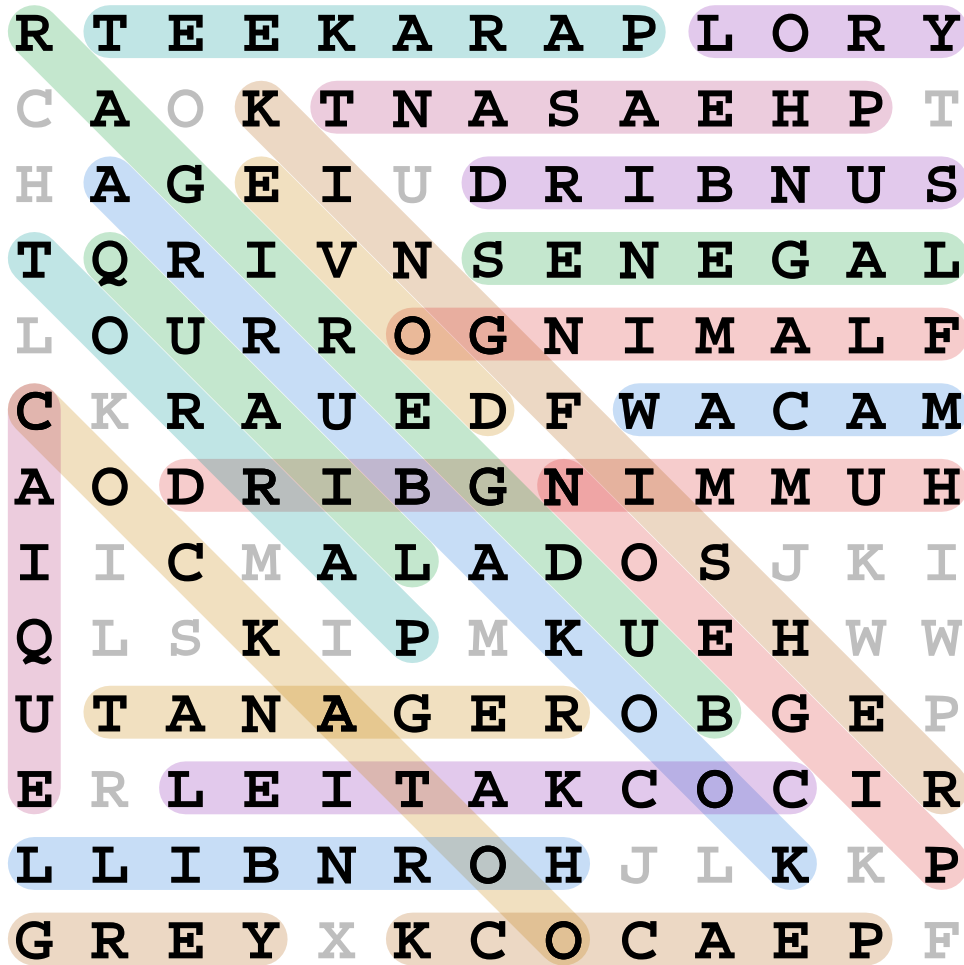 R T E E K A R A P L O R Y
C A O K T N A S A E H P T
H A G E I U D R I B N U S
T Q R I V N S E N E G A L
L O U R R O G N I M A L F
C K R A U E D F W A C A M
A O D R I B G N I M M U H
I I C M A L A D O S J K I
Q L S K I P M K U E H W W
U T A N A G E R O B G E P
E R L E I T A K C O C I R
L L I B N R O H J L K K P
G R E Y X K C O C A E P F